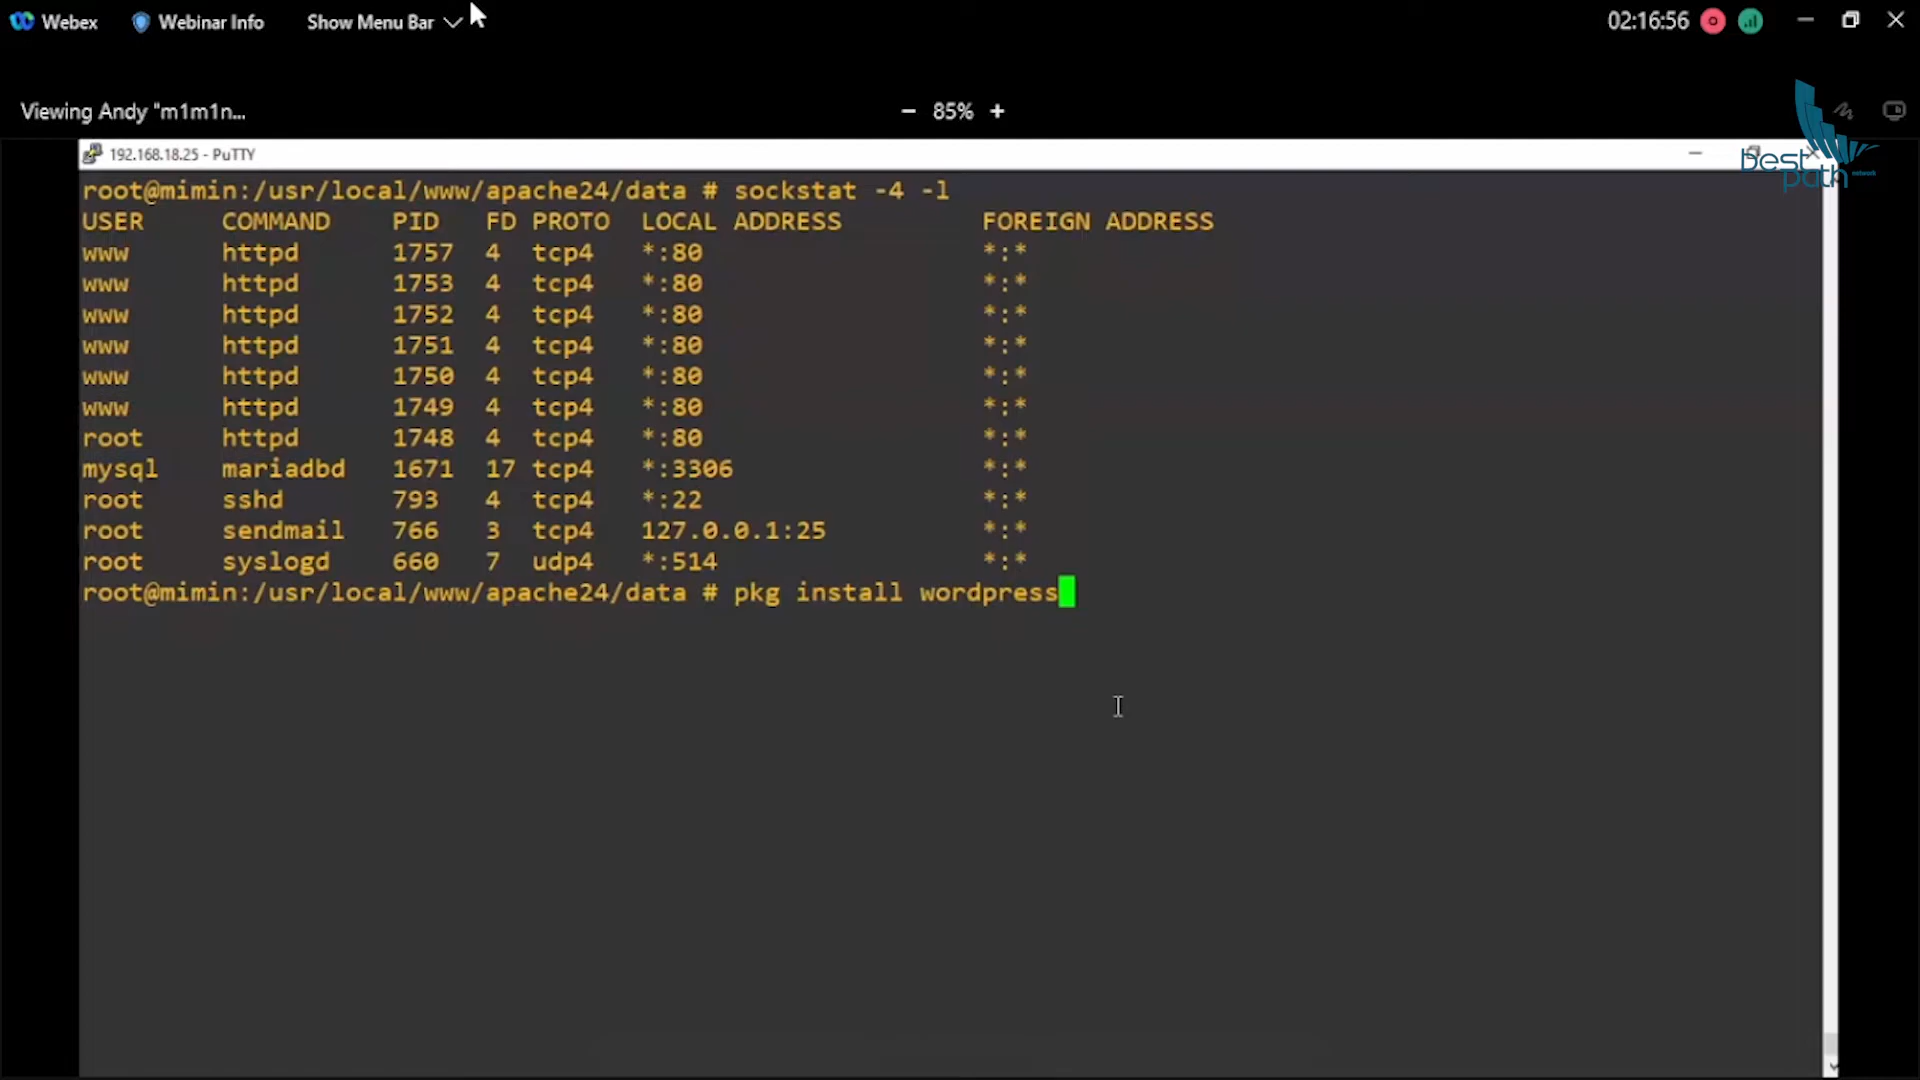 Webex Webinar Info Show Menu Bar 02:16:56
Viewing Andy "m1m1n... − 85% +
best path network
192.168.18.25 - PuTTY
root@mimin:/usr/local/www/apache24/data # sockstat -4 -l
USER COMMAND PID FD PROTO LOCAL ADDRESS FOREIGN ADDRESS
www httpd 1757 4 tcp4 *:80 *:*
www httpd 1753 4 tcp4 *:80 *:*
www httpd 1752 4 tcp4 *:80 *:*
www httpd 1751 4 tcp4 *:80 *:*
www httpd 1750 4 tcp4 *:80 *:*
www httpd 1749 4 tcp4 *:80 *:*
root httpd 1748 4 tcp4 *:80 *:*
mysql mariadbd 1671 17 tcp4 *:3306 *:*
root sshd 793 4 tcp4 *:22 *:*
root sendmail 766 3 tcp4 127.0.0.1:25 *:*
root syslogd 660 7 udp4 *:514 *:*
root@mimin:/usr/local/www/apache24/data # pkg install wordpress